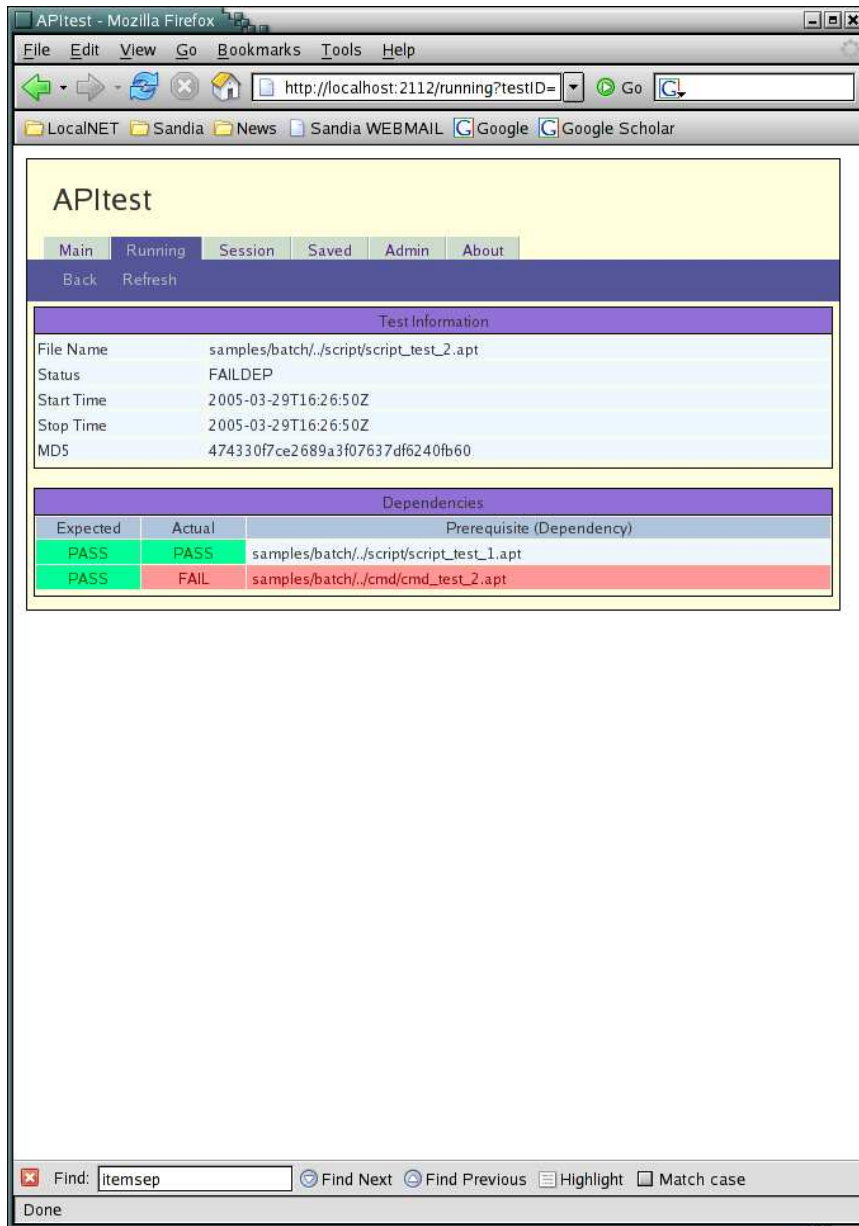 APItest - Mozilla Firefox
File Edit View Go Bookmarks Tools Help
http://localhost:2112/running?testID= Go G
LocalNET Sandia News Sandia WEBMAIL G Google G Google Scholar
APItest
Main Running Session Saved Admin About
Back Refresh
Test Information
File Name samples/batch/../script/script_test_2.apt
Status FAILDEP
Start Time 2005-03-29T16:26:50Z
Stop Time 2005-03-29T16:26:50Z
MD5 474330f7ce2689a3f07637df6240fb60
Dependencies
Expected Actual Prerequisite (Dependency)
PASS PASS samples/batch/../script/script_test_1.apt
PASS FAIL samples/batch/../cmd/cmd_test_2.apt
Find: itemsep Find Next Find Previous Highlight Match case
Done